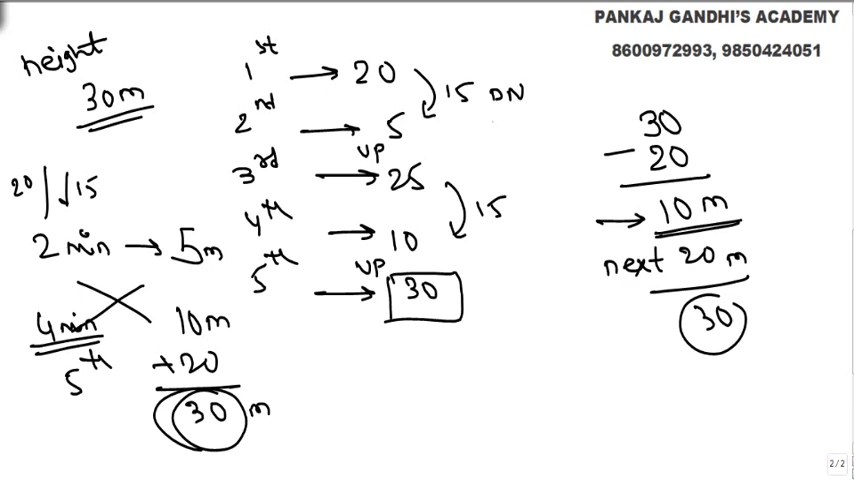 PANKAJ GANDHI'S ACADEMY
8600972993, 9850424051
height
30m
20 ↑ ↓ 15
2 min → 5m
4 min 10m
5th +20
30 m
1st → 20
15 DN
2nd → 5
UP
3rd → 25
4th → 10
15
UP
5th → 30
30
— 20
→ 10 m
next 20 m
30
2/2